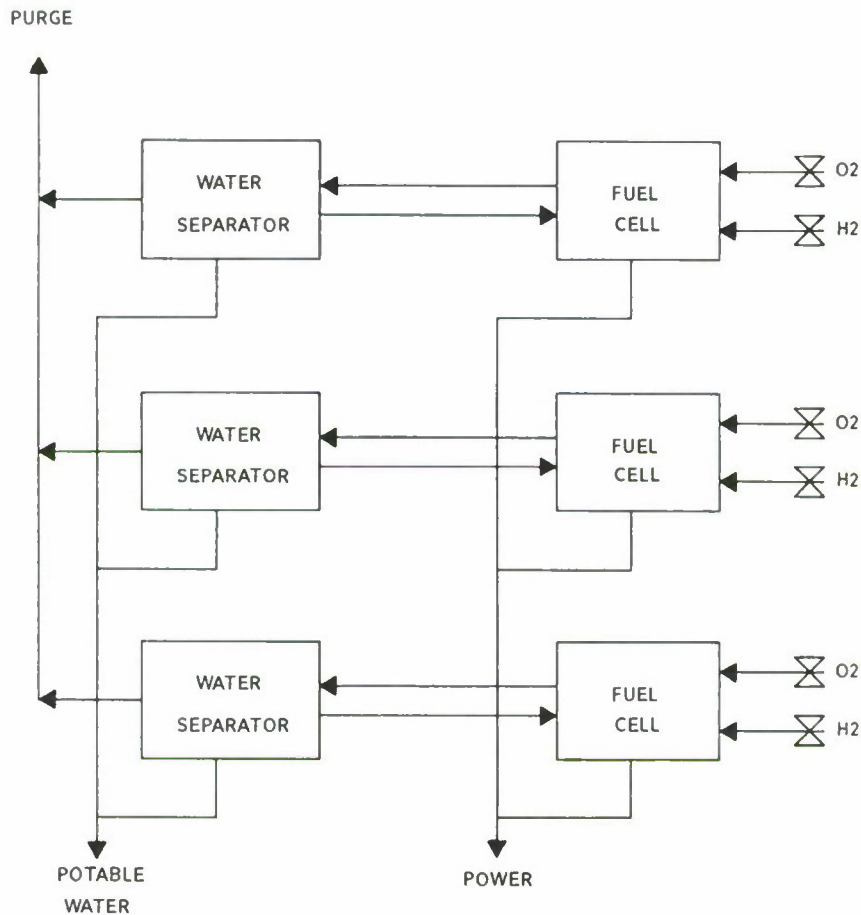 PURGE
WATER
SEPARATOR
FUEL
CELL
O2
H2
WATER
SEPARATOR
FUEL
CELL
O2
H2
WATER
SEPARATOR
FUEL
CELL
O2
H2
POTABLE
WATER
POWER